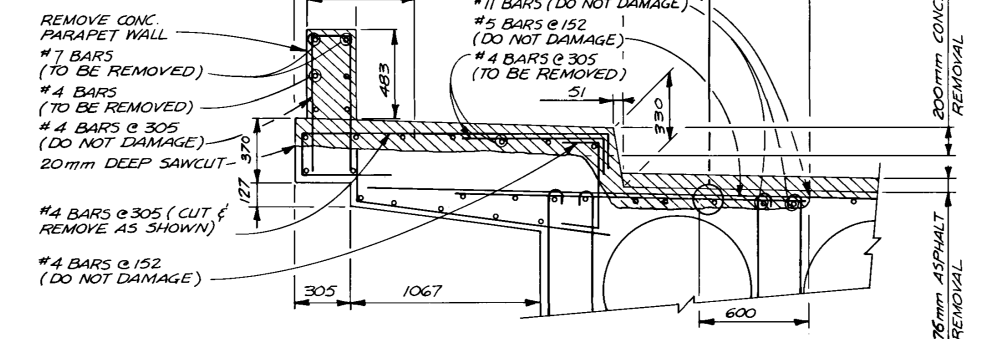 REMOVE CONC.
PARAPET WALL
#7 BARS
(TO BE REMOVED)
#4 BARS
(TO BE REMOVED)
#4 BARS @ 305
(DO NOT DAMAGE)
20mm DEEP SAWCUT
#4 BARS @ 305 (CUT &
REMOVE AS SHOWN)
#4 BARS @ 152
(DO NOT DAMAGE)
#11 BARS (DO NOT DAMAGE)
#5 BARS @ 152
(DO NOT DAMAGE)
#4 BARS @ 305
(TO BE REMOVED)
483
51
330
370
127
305
1067
600
200mm CONC.
REMOVAL
76mm ASPHALT
REMOVAL